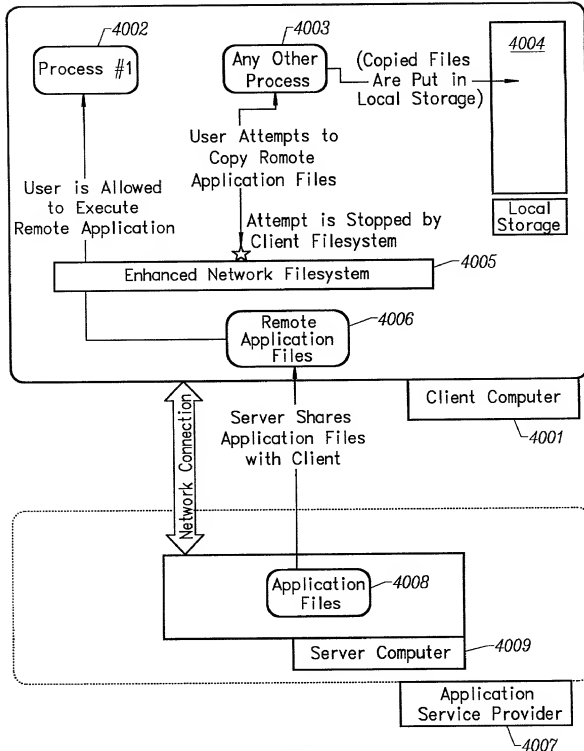 4002
Process #1
4003
Any Other
Process
(Copied Files
Are Put in
Local Storage)
4004
User Attempts to
Copy Romote
Application Files
User is Allowed
to Execute
Remote Application
Attempt is Stopped by
Client Filesystem
Local
Storage
Enhanced Network Filesystem
4005
Remote
Application
Files
4006
Client Computer
4001
Server Shares
Application Files
with Client
Network Connection
Application
Files
4008
Server Computer
4009
Application
Service Provider
4007